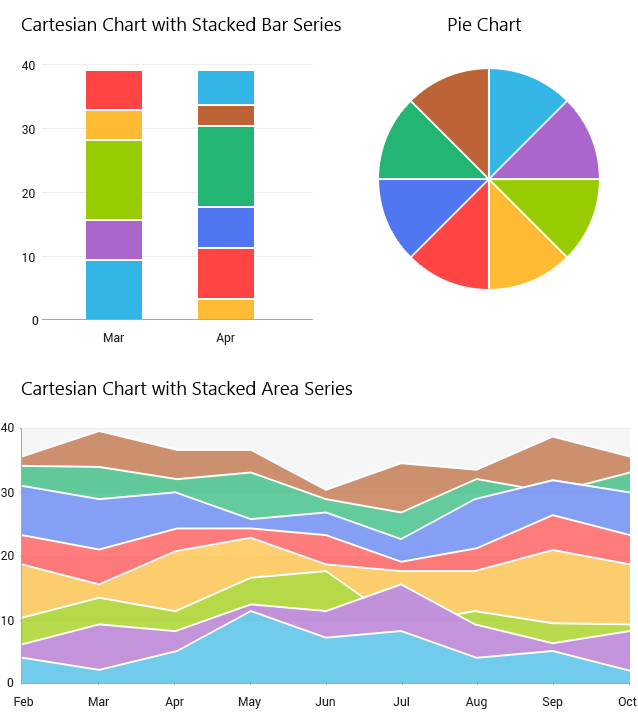 Cartesian Chart with Stacked Bar Series
Pie Chart
40
30
20
10
0
Mar Apr
Cartesian Chart with Stacked Area Series
40
30
20
10
0
Feb Mar Apr May Jun Jul Aug Sep Oct